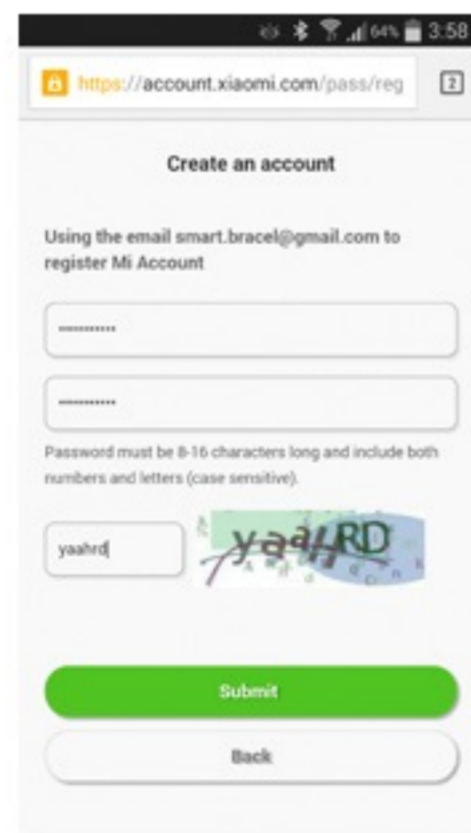 64% 3:58
https://account.xiaomi.com/pass/reg 2
Create an account
Using the email smart.bracel@gmail.com to
register Mi Account
Password must be 8-16 characters long and include both
numbers and letters (case sensitive).
yaahrd yaaHRD
Submit
Back